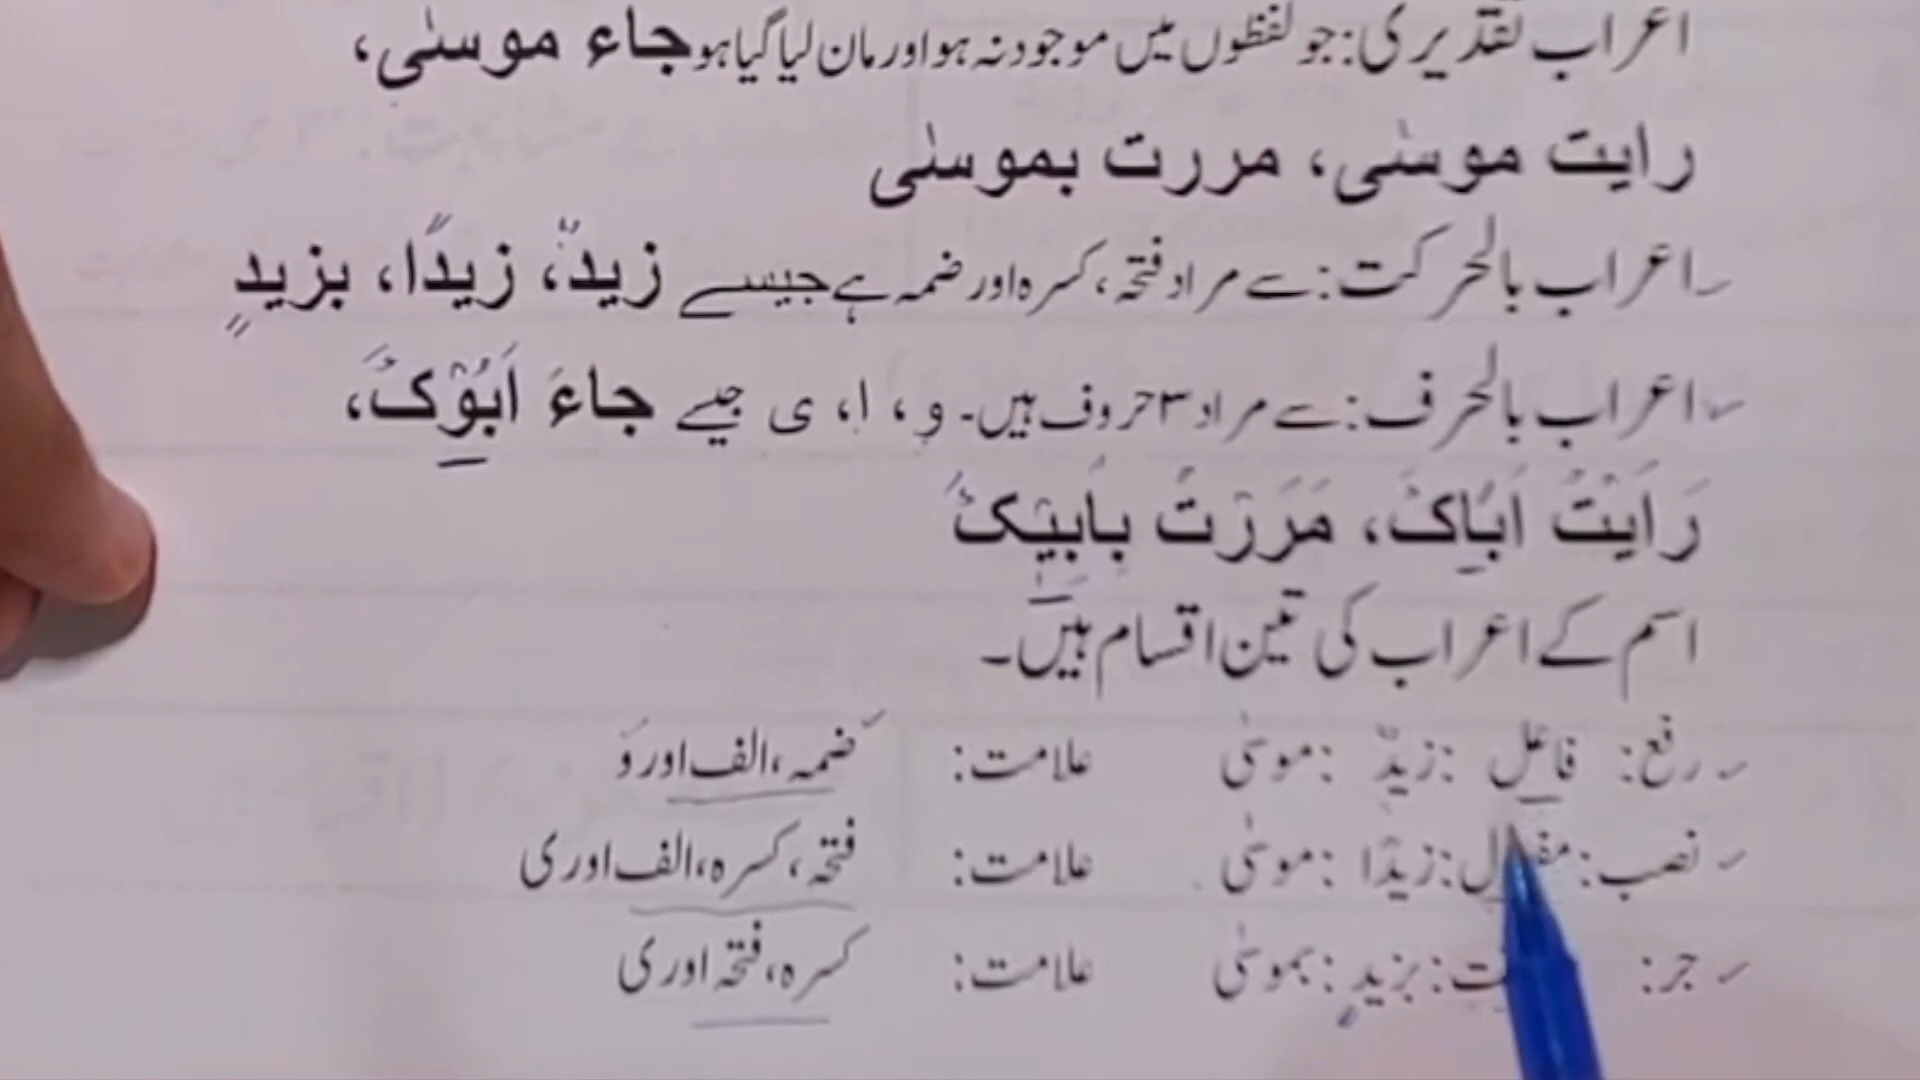 اعراب تقدیری: جو لفظوں میں موجود نہ ہو اور مان لیا گیا ہو جاء موسیٰ،
رایت موسٰی، مررت بموسٰی
اعراب بالحرکت: سے مراد فتحہ، کسرہ اور ضمہ ہے جیسے زیدٌ، زیدًا، بزیدٍ
اعراب بالحرف: سے مراد ۳ حروف ہیں۔ و، ا، ی جیسے جاءَ اَبُوْکَ،
رَاَیْتُ اَبَاکَ، مَرَرْتُ بِاَبِیْکَ
اسم کے اعراب کی تین اقسام ہیں۔
رفع: فاعل: زیدٌ: موسیٰ علامت: ضمہ، الف اور و
نصب: زیدًا: موسیٰ علامت: فتحہ، کسرہ، الف اور ی
جر: بزیدٍ: بموسیٰ علامت: کسرہ، فتحہ اور ی